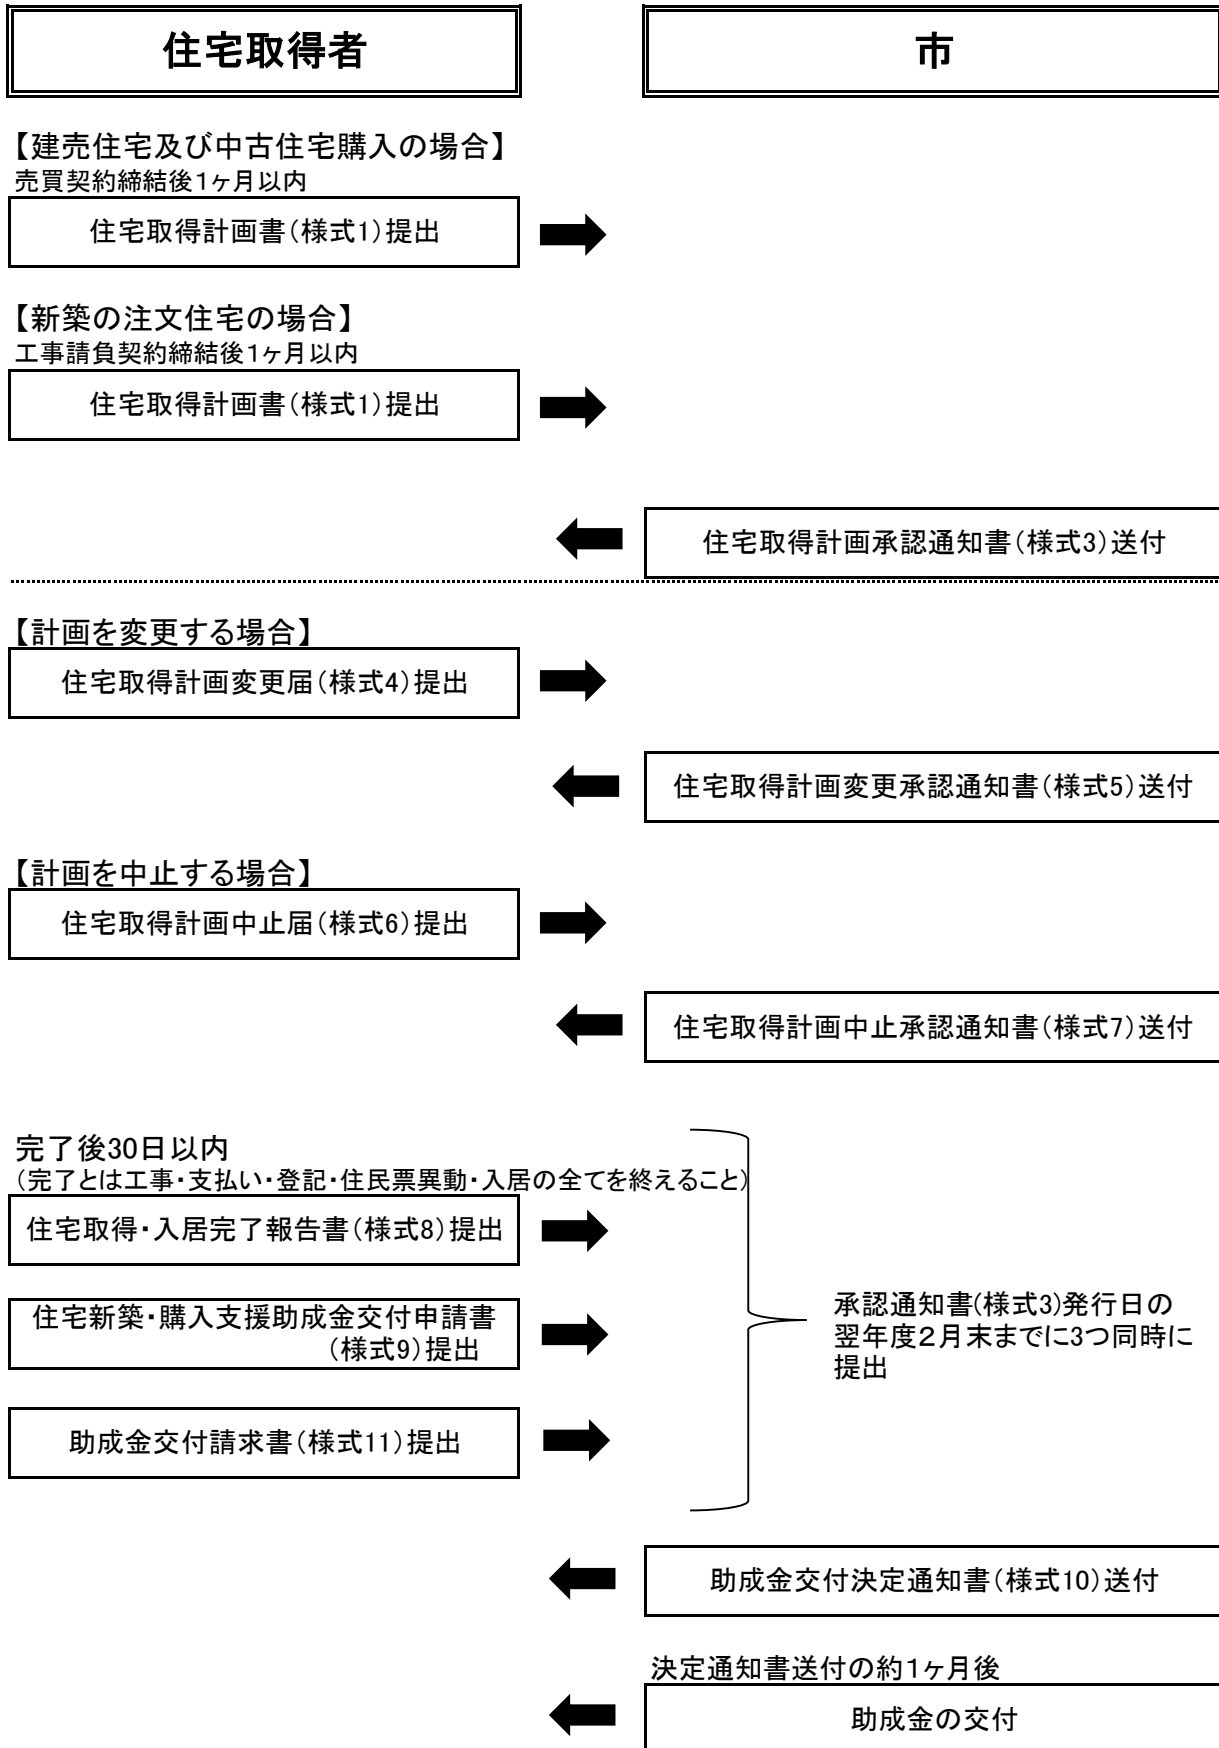 住宅取得者
市
【建売住宅及び中古住宅購入の場合】
売買契約締結後1ヶ月以内
住宅取得計画書(様式1)提出
【新築の注文住宅の場合】
工事請負契約締結後1ヶ月以内
住宅取得計画書(様式1)提出
住宅取得計画承認通知書(様式3)送付
【計画を変更する場合】
住宅取得計画変更届(様式4)提出
住宅取得計画変更承認通知書(様式5)送付
【計画を中止する場合】
住宅取得計画中止届(様式6)提出
住宅取得計画中止承認通知書(様式7)送付
完了後30日以内
(完了とは工事・支払い・登記・住民票異動・入居の全てを終えること)
住宅取得・入居完了報告書(様式8)提出
住宅新築・購入支援助成金交付申請書
(様式9)提出
助成金交付請求書(様式11)提出
承認通知書(様式3)発行日の
翌年度2月末までに3つ同時に
提出
助成金交付決定通知書(様式10)送付
決定通知書送付の約1ヶ月後
助成金の交付